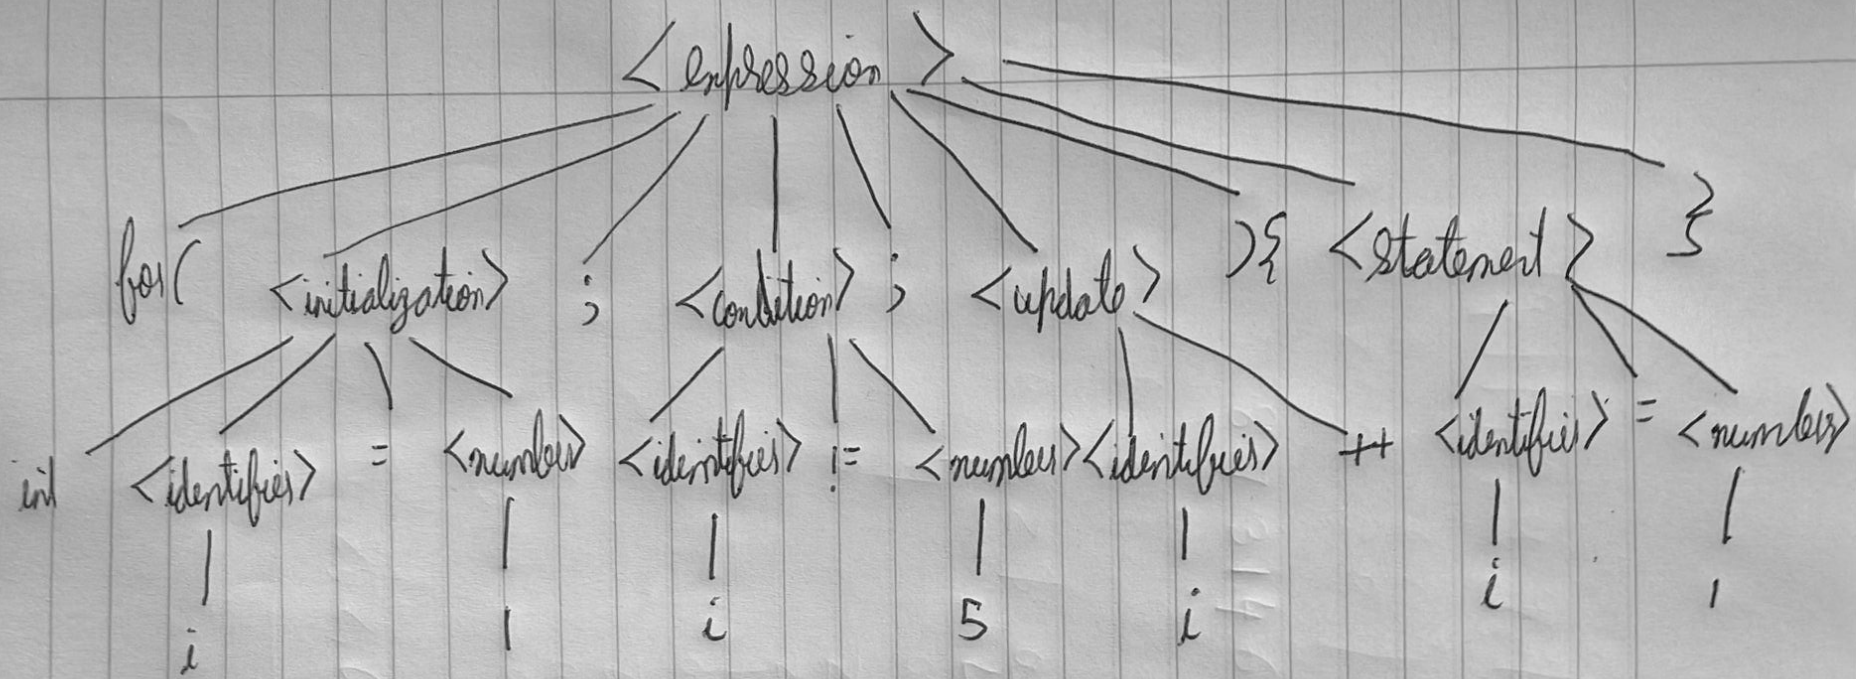 <expression>
for( <initialization> ; <condition> ; <update> ){ <statement> }
int <identifier> = <number> <identifier> != <number> <identifier> ++ <identifier> = <number>
i 1 i 5 i i 1